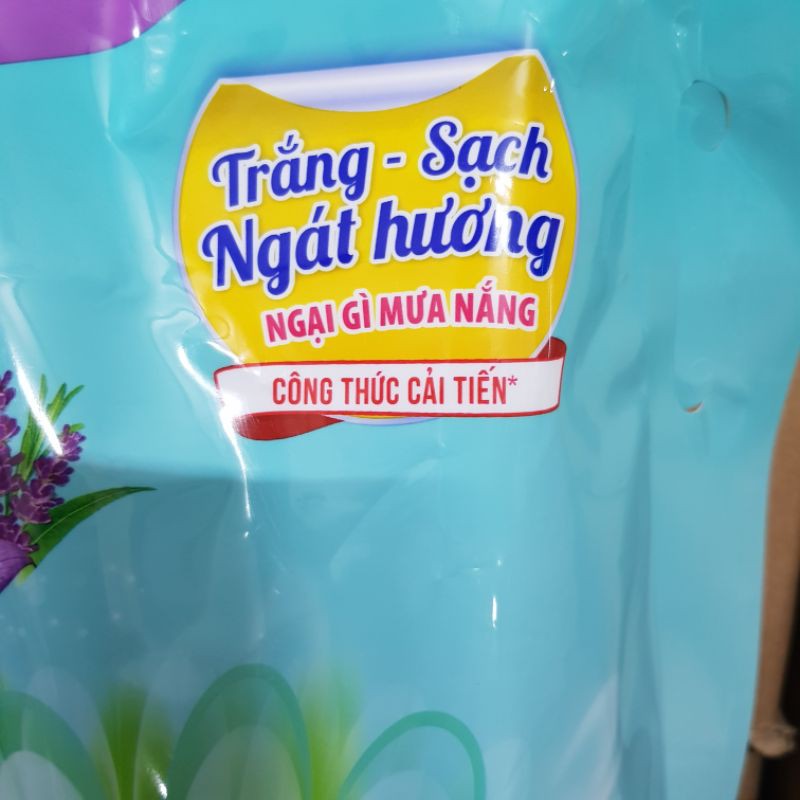 Trắng - Sạch
Ngát hương
NGẠI GÌ MƯA NẮNG
CÔNG THỨC CẢI TIẾN*